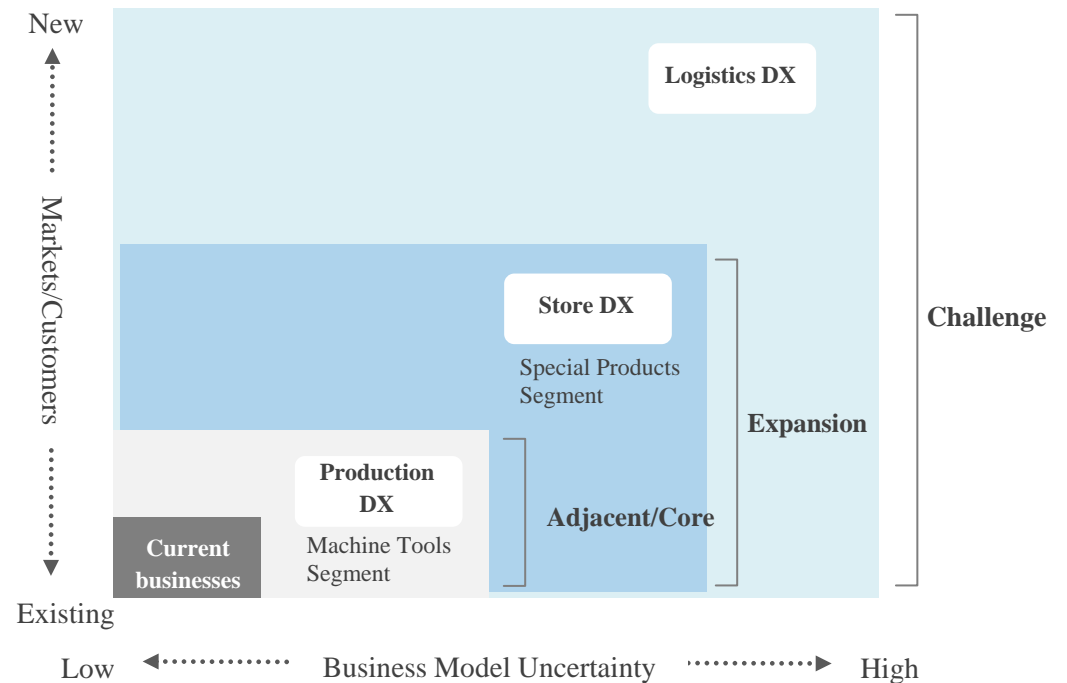 New
Logistics DX
Markets/Customers
Store DX
Special Products
Segment
Challenge
Expansion
Production
DX
Adjacent/Core
Machine Tools
Segment
Current
businesses
Existing
Low
Business Model Uncertainty
High